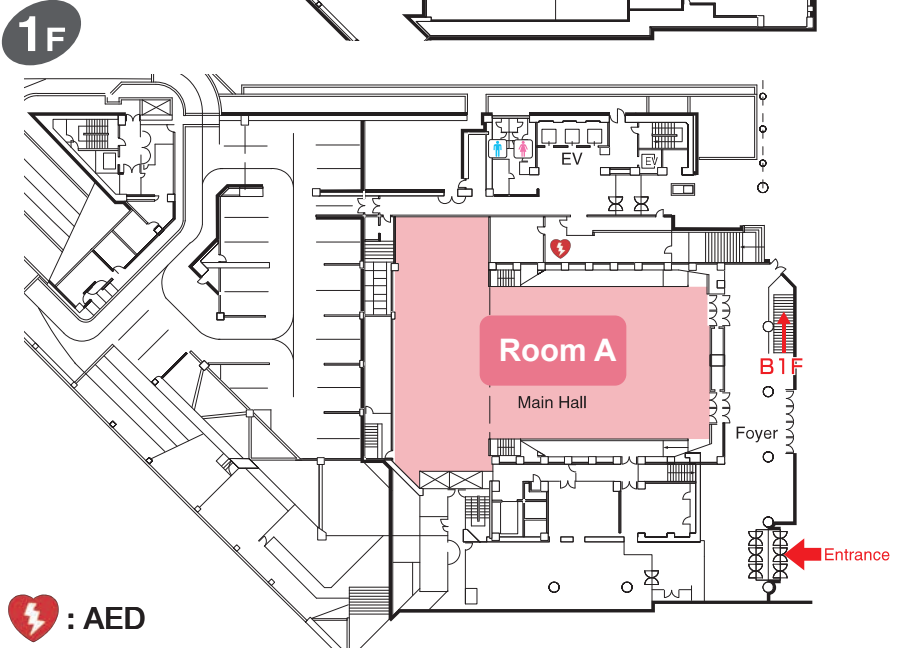 1F
EV
EV
Room A
Main Hall
B1F
Foyer
Entrance
: AED